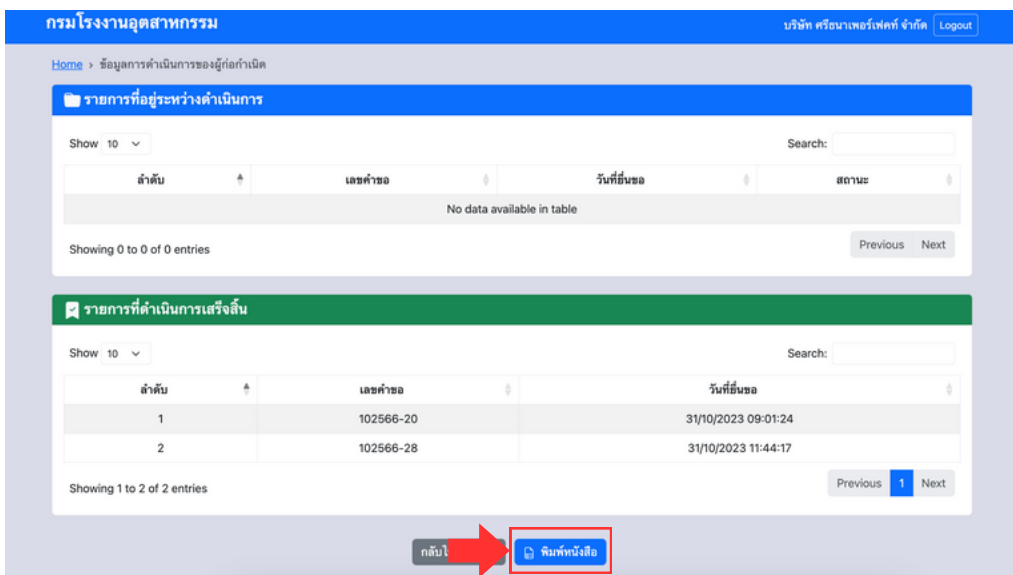 กรมโรงงานอุตสาหกรรม
บริษัท ศรีธนาเพอร์เฟคท์ จำกัด Logout
Home › ข้อมูลการดำเนินการของผู้ก่อกำเนิด
รายการที่อยู่ระหว่างดำเนินการ
Show 10 Search:
ลำดับ เลขคำขอ วันที่ยื่นขอ สถานะ
No data available in table
Showing 0 to 0 of 0 entries Previous Next
รายการที่ดำเนินการเสร็จสิ้น
Show 10 Search:
ลำดับ เลขคำขอ วันที่ยื่นขอ
1 102566-20 31/10/2023 09:01:24
2 102566-28 31/10/2023 11:44:17
Showing 1 to 2 of 2 entries Previous 1 Next
พิมพ์หนังสือ